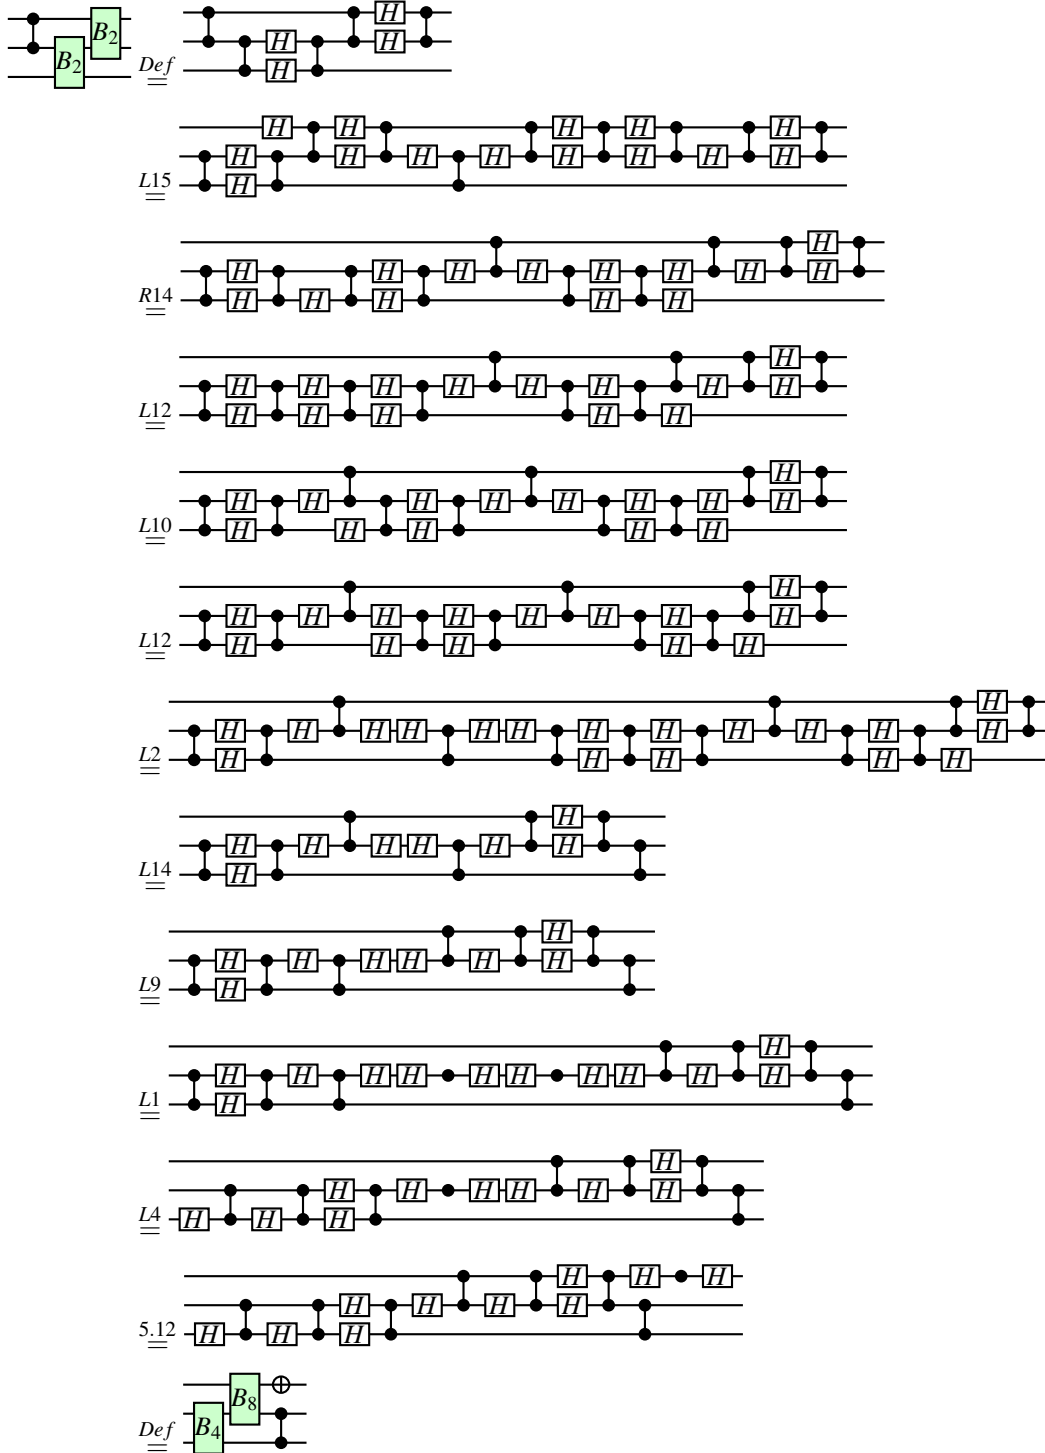 B₂ H
B₂ H
Def = H
H H H H H
H H H H H H H H
L15 = H
H
H H H H H H H H
R14 = H H H H H
H
H H H H H H H H
L12 = H H H H H
H
H H H H H H H H
L10 = H H H H H
H
H H H H H H H H
L12 = H H H H H
H
H H H H H H H H H H H H
L2 = H H H H H
H
H H H H H H
L14 = H
H
H H H H H H
L9 = H
H
H H H H H H H H H H
L1 = H
H
H H H H H H
L4 = H H H
H H H
H H H H
5.12 = H H H
B₈
Def = B₄